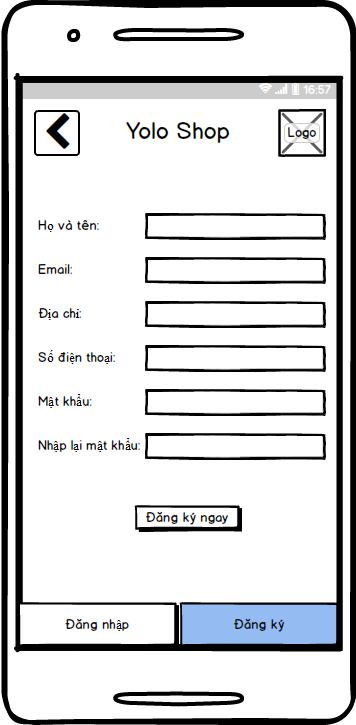 16:57
Yolo Shop
Logo
Họ và tên:
Email:
Địa chỉ:
Số điện thoại:
Mật khẩu:
Nhập lại mật khẩu:
Đăng ký ngay
Đăng nhập
Đăng ký